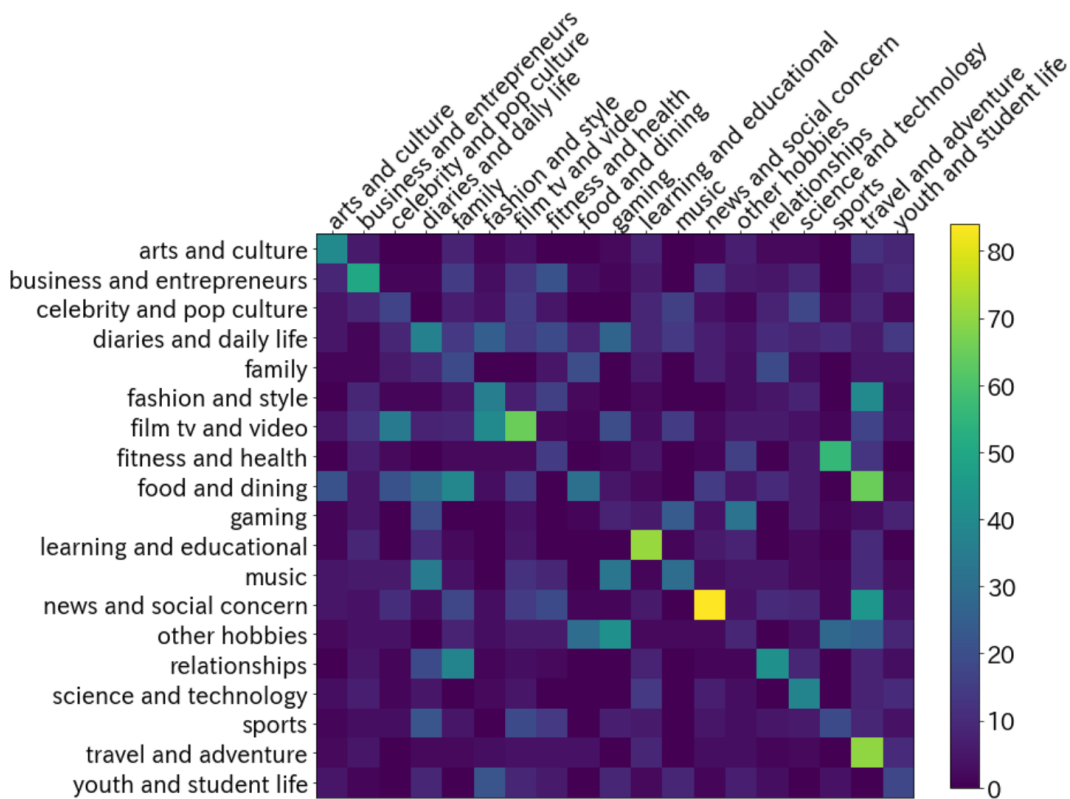 arts and culture
business and entrepreneurs
celebrity and pop culture
diaries and daily life
family
fashion and style
film tv and video
fitness and health
food and dining
gaming
learning and educational
music
news and social concern
other hobbies
relationships
science and technology
sports
travel and adventure
youth and student life
arts and culture
business and entrepreneurs
celebrity and pop culture
diaries and daily life
family
fashion and style
film tv and video
fitness and health
food and dining
gaming
learning and educational
music
news and social concern
other hobbies
relationships
science and technology
sports
travel and adventure
youth and student life
80
70
60
50
40
30
20
10
0